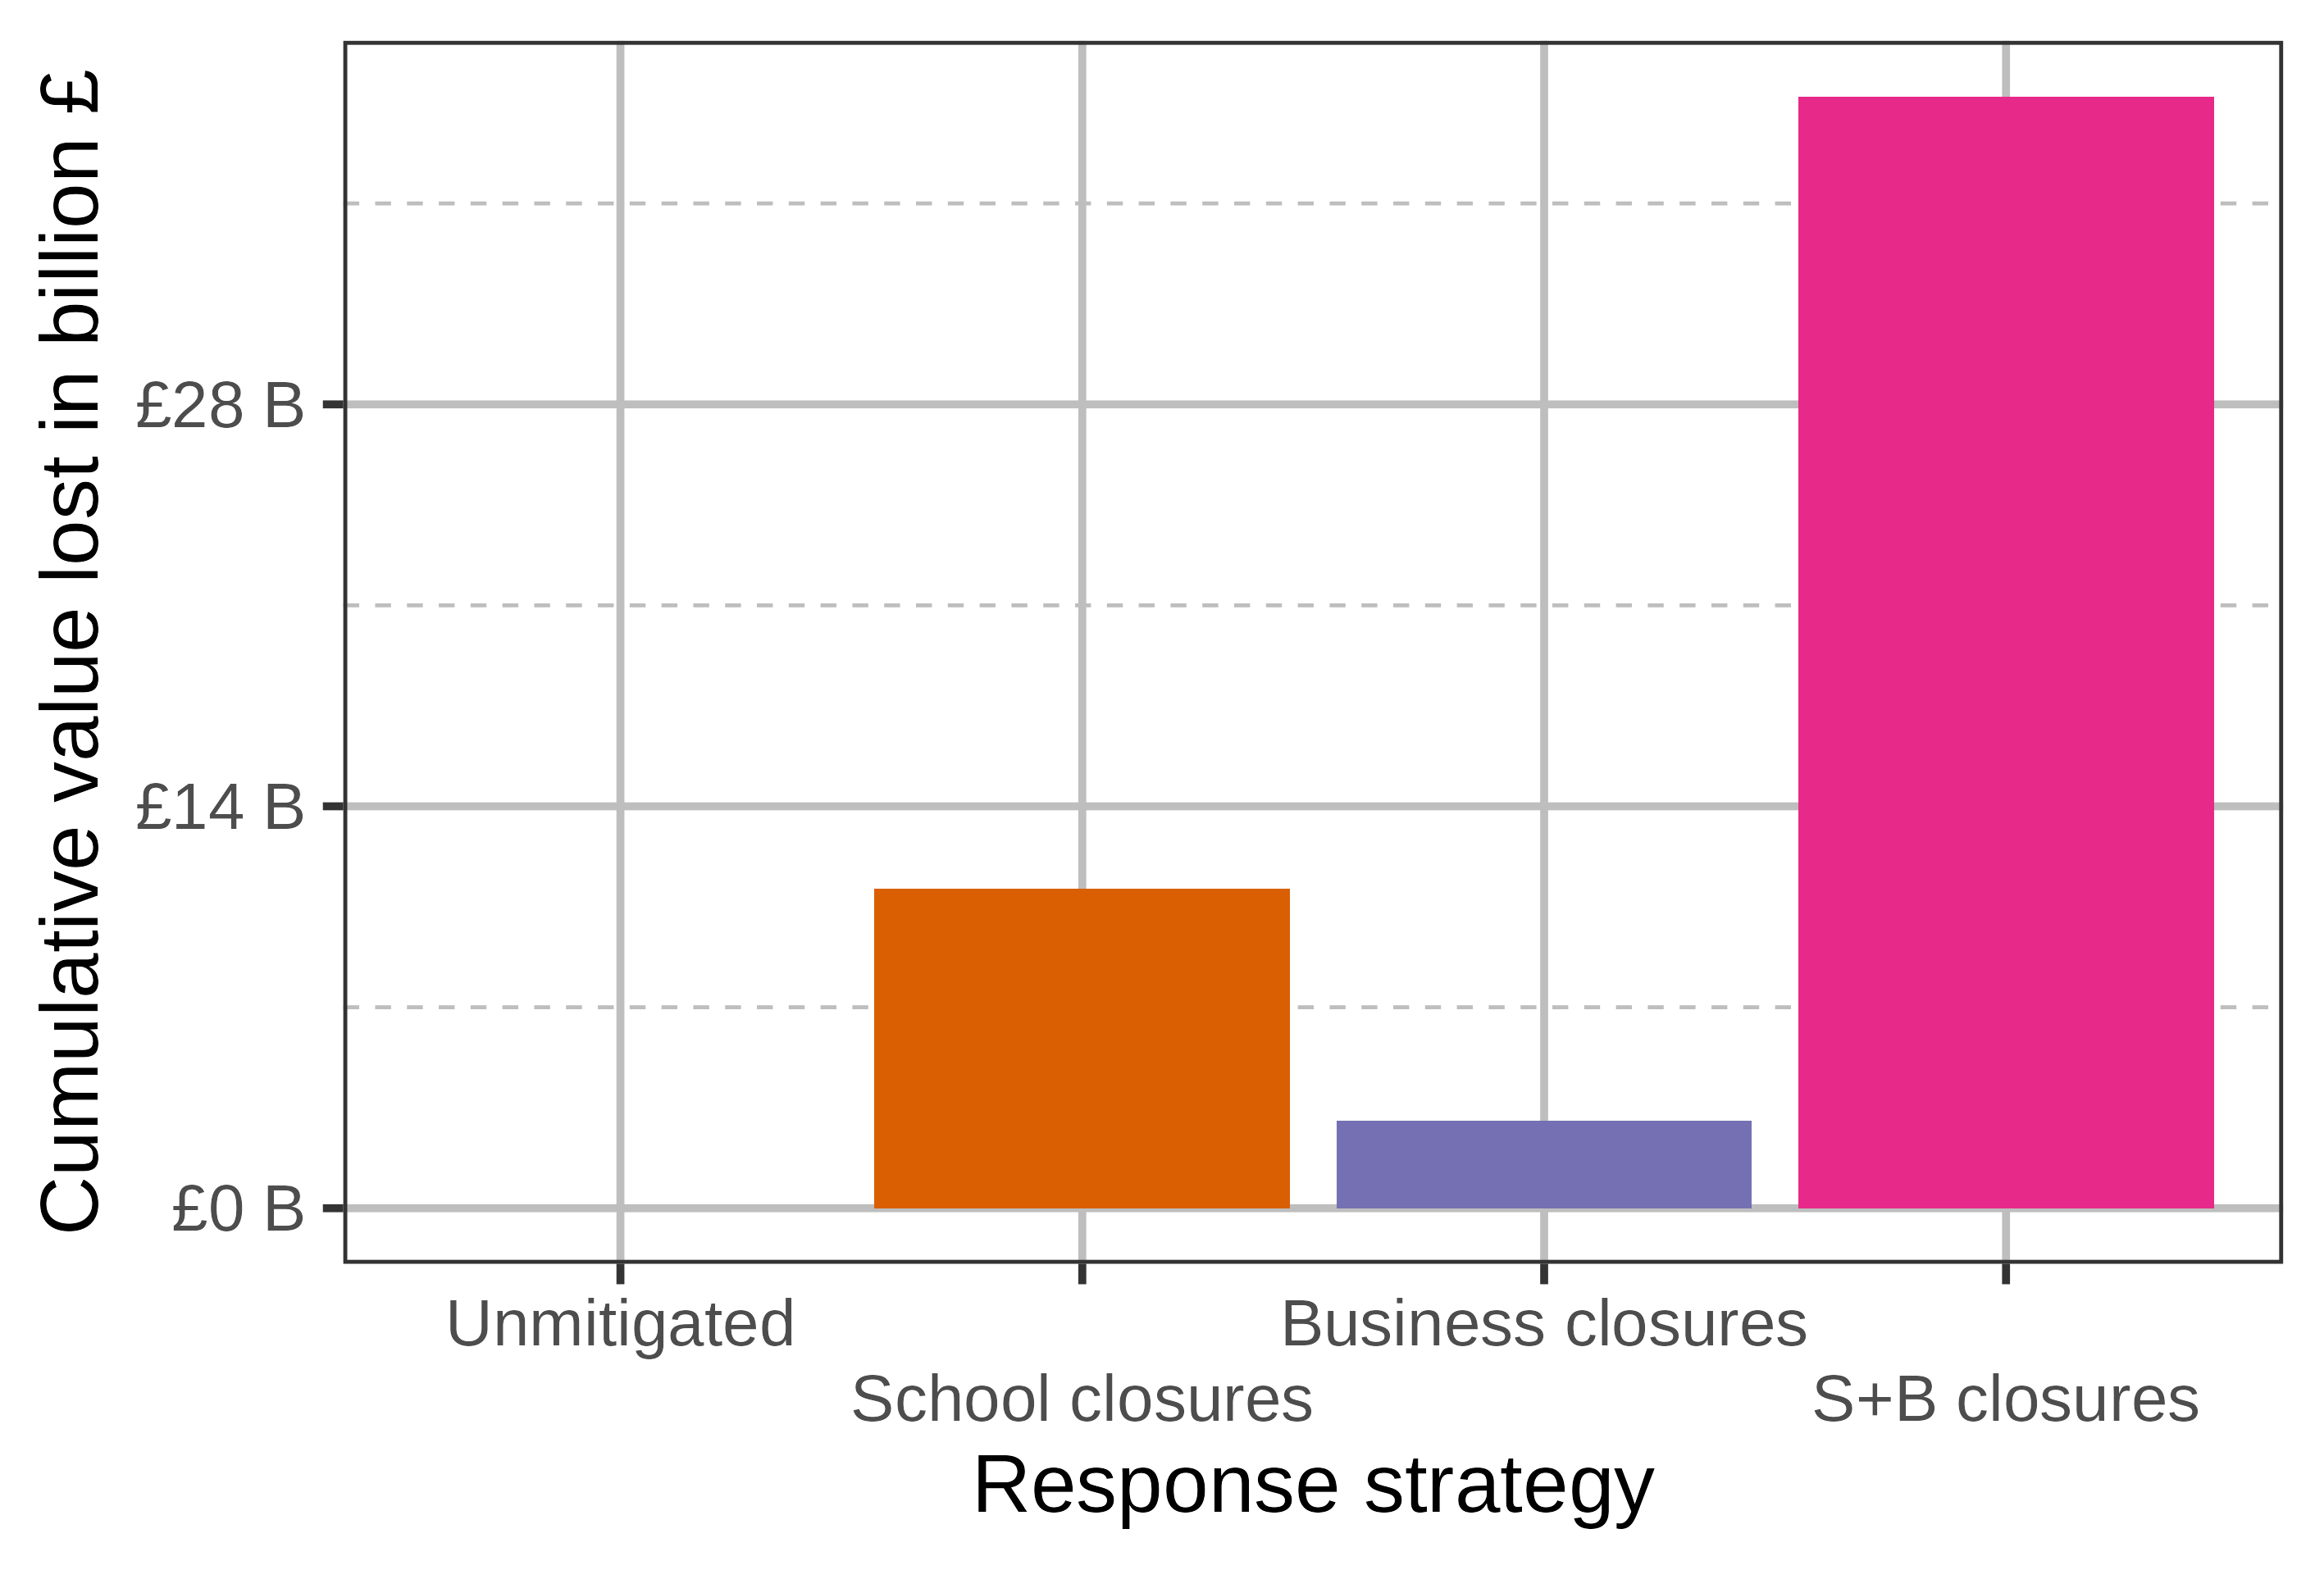 Cumulative value lost in billion £
£28 B
£14 B
£0 B
Unmitigated
School closures
Business closures
S+B closures
Response strategy